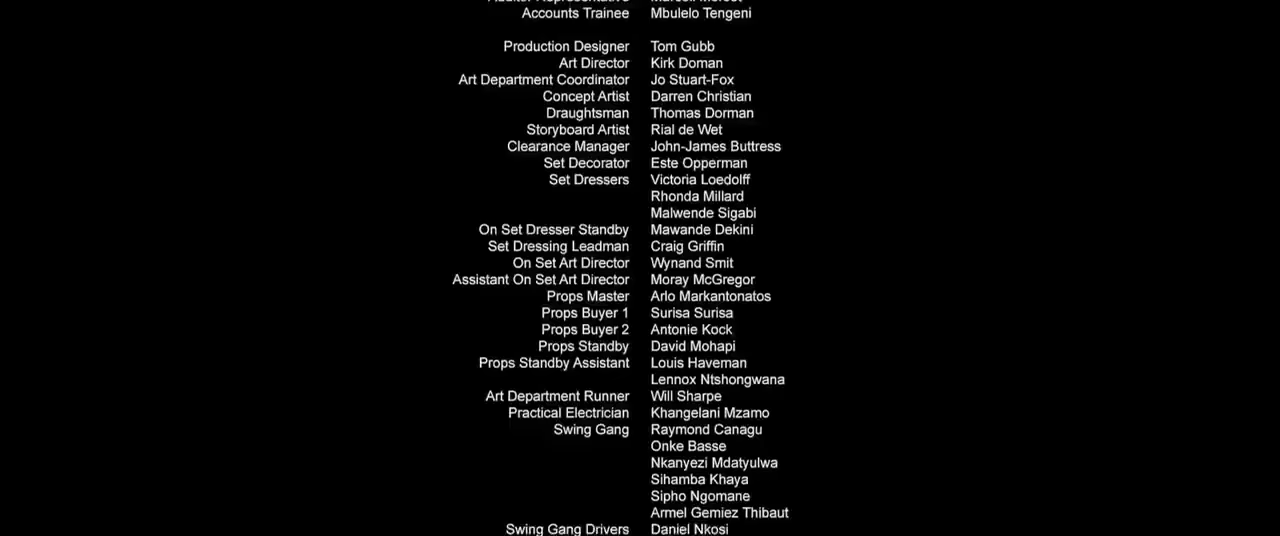 Accounts Trainee Mbulelo Tengeni
Production Designer Tom Gubb
Art Director Kirk Doman
Art Department Coordinator Jo Stuart-Fox
Concept Artist Darren Christian
Draughtsman Thomas Dorman
Storyboard Artist Rial de Wet
Clearance Manager John-James Buttress
Set Decorator Este Opperman
Set Dressers Victoria Loedolff
Rhonda Millard
Malwende Sigabi
On Set Dresser Standby Mawande Dekini
Set Dressing Leadman Craig Griffin
On Set Art Director Wynand Smit
Assistant On Set Art Director Moray McGregor
Props Master Arlo Markantonatos
Props Buyer 1 Surisa Surisa
Props Buyer 2 Antonie Kock
Props Standby David Mohapi
Props Standby Assistant Louis Haveman
Lennox Ntshongwana
Art Department Runner Will Sharpe
Practical Electrician Khangelani Mzamo
Swing Gang Raymond Canagu
Onke Basse
Nkanyezi Mdatyulwa
Sihamba Khaya
Sipho Ngomane
Armel Gemiez Thibaut
Swing Gang Drivers Daniel Nkosi